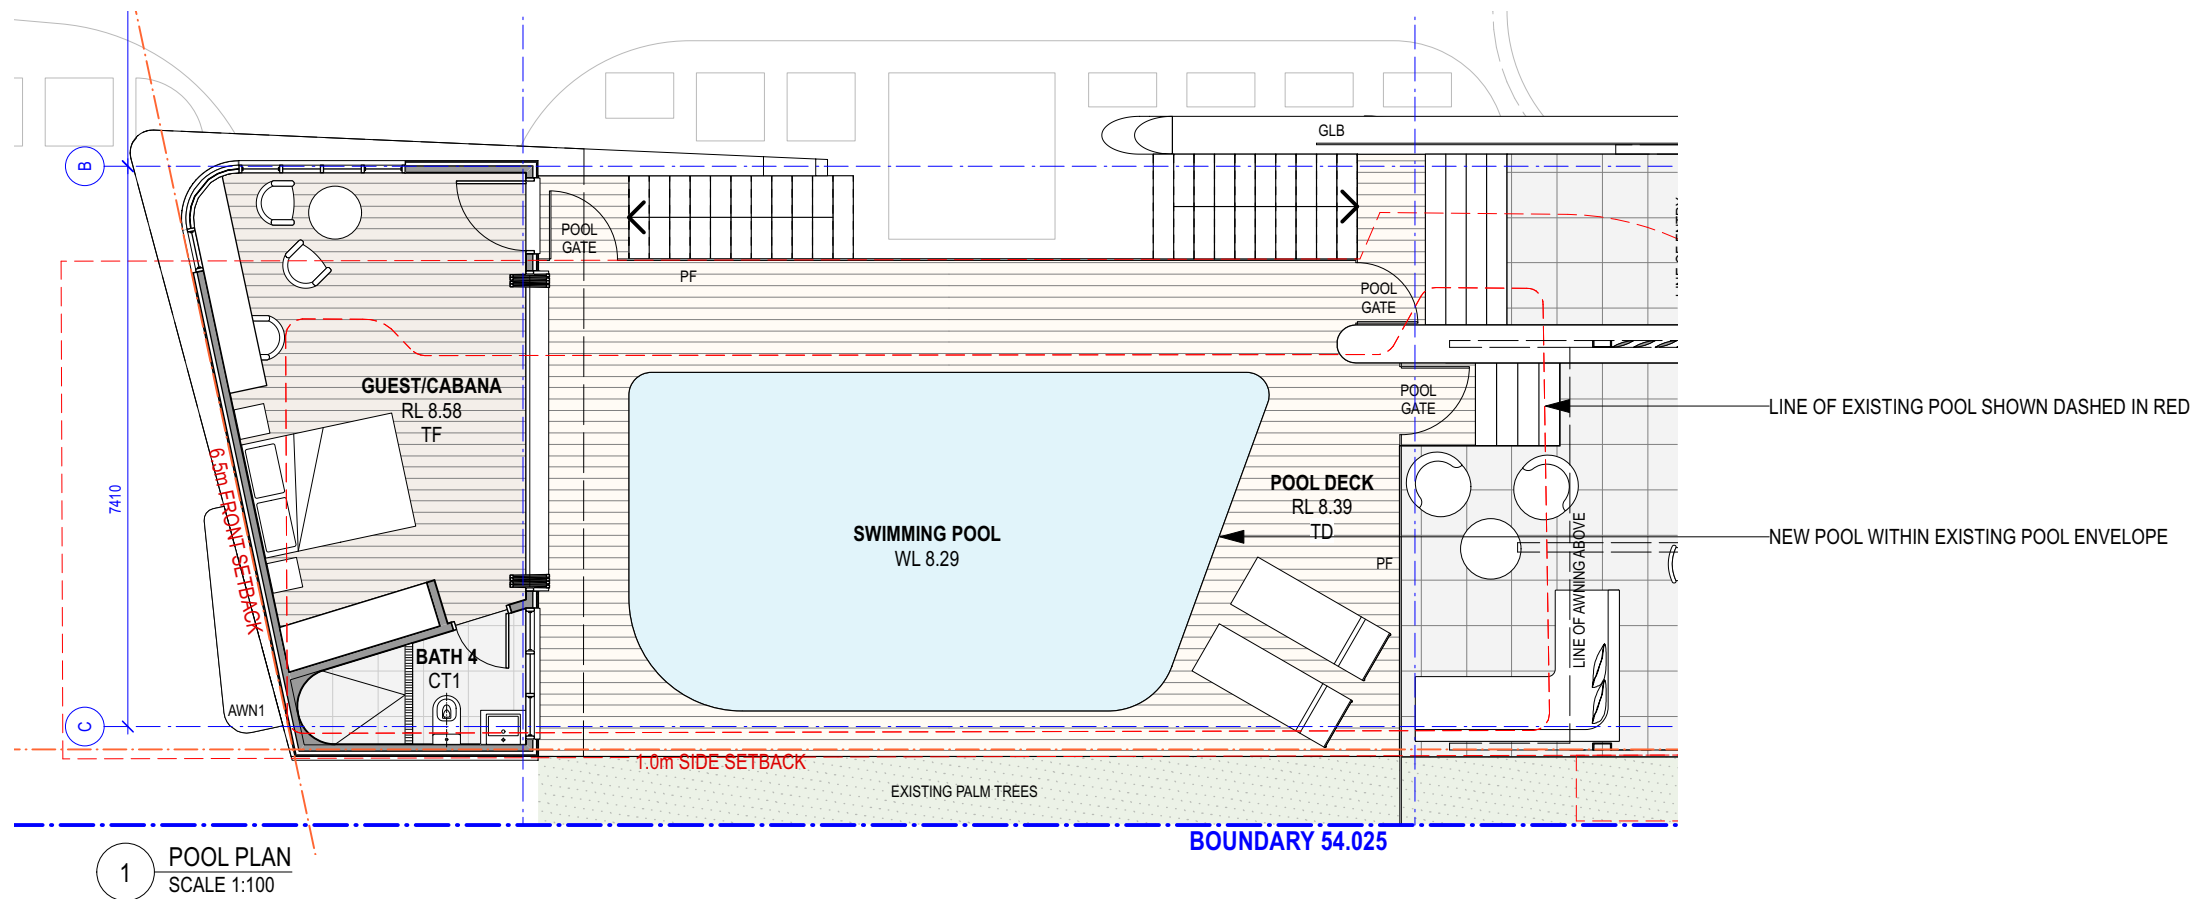 B
GLB
POOL
GATE
PF
LINE OF ENTRY
POOL
GATE
GUEST/CABANA
RL 8.58
TF
POOL
GATE
LINE OF EXISTING POOL SHOWN DASHED IN RED
7410
6.5m FRONT SETBACK
SWIMMING POOL
WL 8.29
POOL DECK
RL 8.39
TD
NEW POOL WITHIN EXISTING POOL ENVELOPE
PF
LINE OF AWNING ABOVE
BATH 4
CT1
AWN1
C
1.0m SIDE SETBACK
EXISTING PALM TREES
BOUNDARY 54.025
1
POOL PLAN
SCALE 1:100